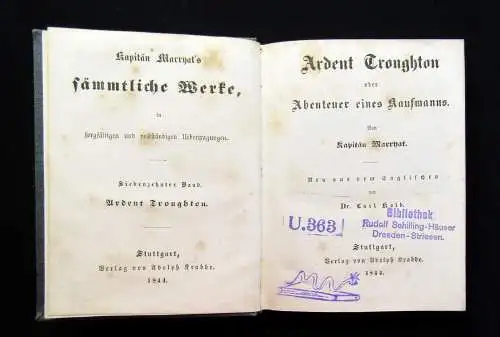 Kapitän Marryat's
sämmtliche Werke,
in
sorgfältigen und vollständigen Uebertragungen.
Siebenzehnter Band.
Ardent Troughton.
Stuttgart,
Verlag von Adolph Krabbe.
1844.
Ardent Troughton
oder
Abenteuer eines Kaufmanns.
Von
Kapitän Marryat.
Neu aus dem Englischen
von
Dr. Carl Kolb.
U.363
Bibliothek
Rudolf Schilling-Häuser
Dresden-Striesen.
Stuttgart,
Verlag von Adolph Krabbe.
1844.